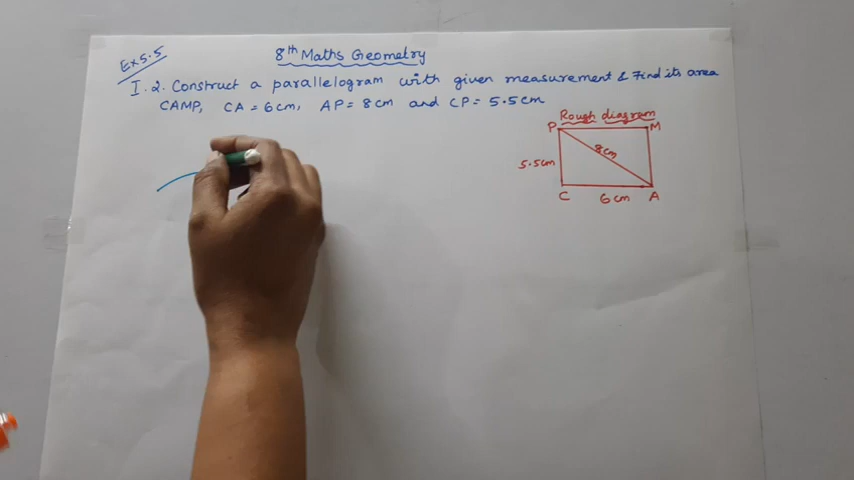 Ex 5.5
8th Maths Geometry
I. 2. Construct a parallelogram with given measurement & Find its area
CAMP, CA = 6cm, AP = 8cm and CP = 5.5cm
Rough diagram
P M
8cm
5.5cm
C 6cm A